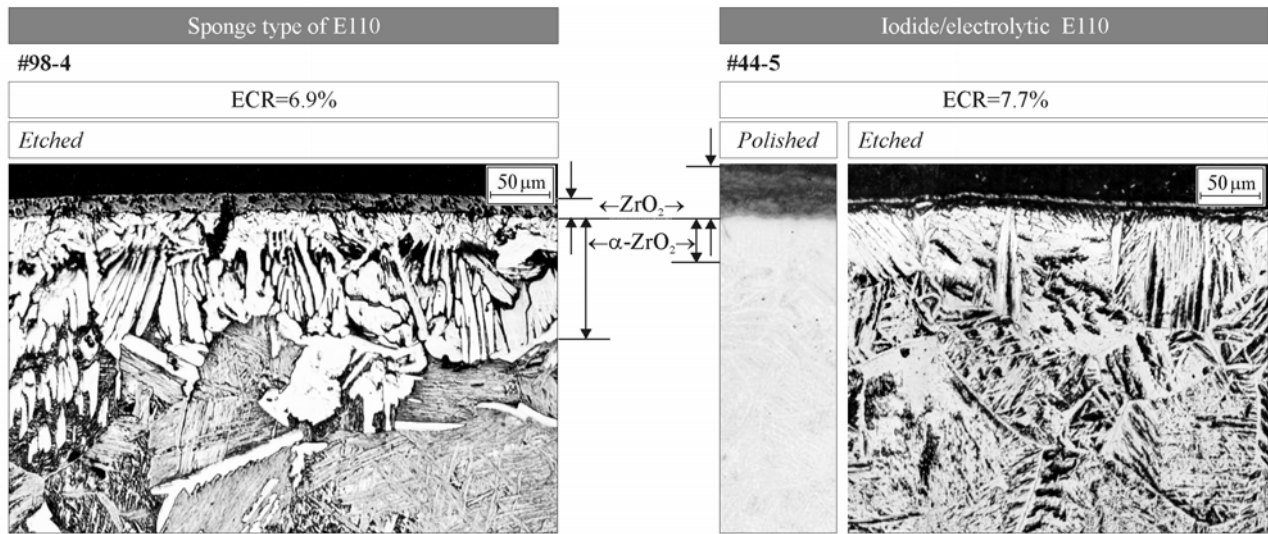 Sponge type of E110
#98-4
ECR=6.9%
Etched
50 μm
←ZrO₂→
←α-ZrO₂→
Iodide/electrolytic E110
#44-5
ECR=7.7%
Polished
Etched
50 μm